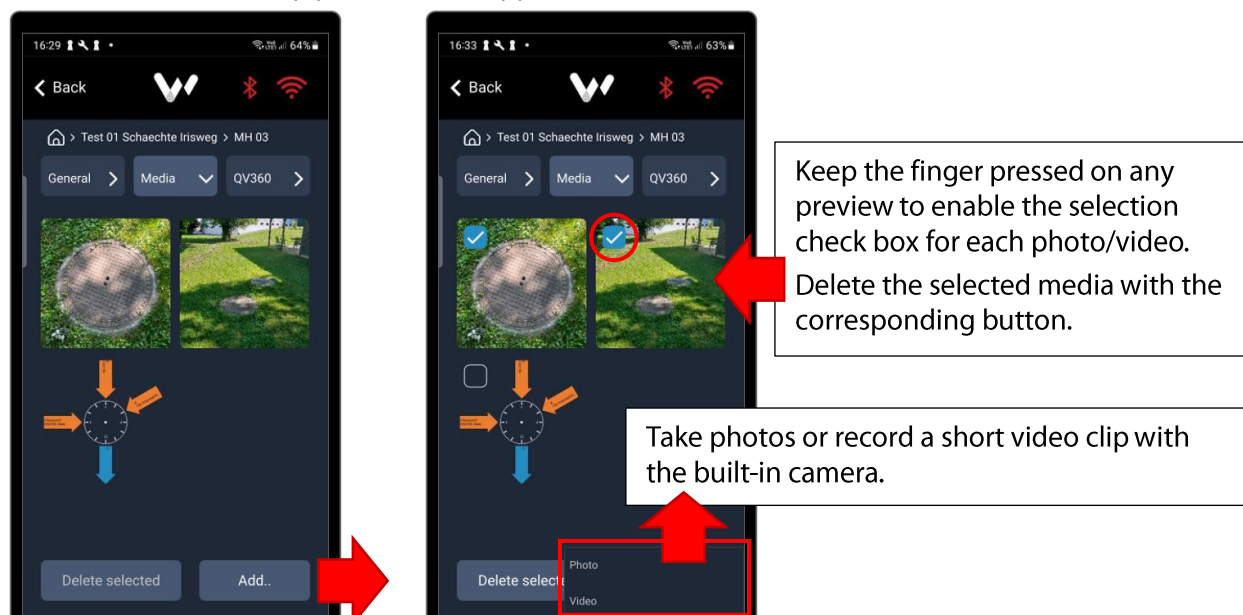 16:29
64%
Back
> Test 01 Schaechte Irisweg > MH 03
General
Media
QV360
Delete selected
Add..
16:33
63%
Back
> Test 01 Schaechte Irisweg > MH 03
General
Media
QV360
Delete selecte
Photo
Video
Keep the finger pressed on any
preview to enable the selection
check box for each photo/video.
Delete the selected media with the
corresponding button.
Take photos or record a short video clip with
the built-in camera.